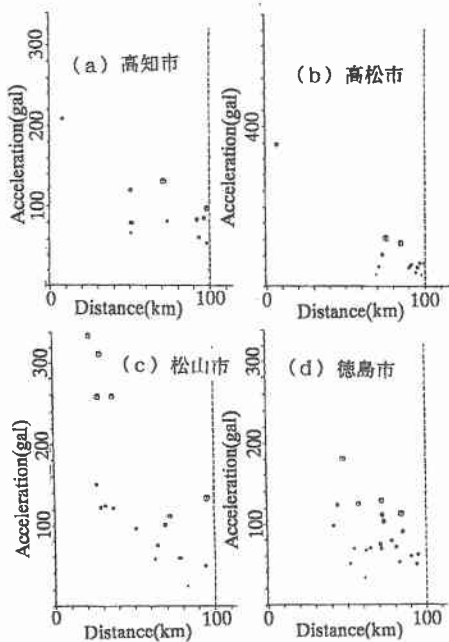 300
200
100
Acceleration(gal)
(a) 高知市
100
Distance(km)
400
Acceleration(gal)
(b) 高松市
100
Distance(km)
300
200
100
Acceleration(gal)
(c) 松山市
0
100
Distance(km)
300
200
100
Acceleration(gal)
(d) 徳島市
0
100
Distance(km)